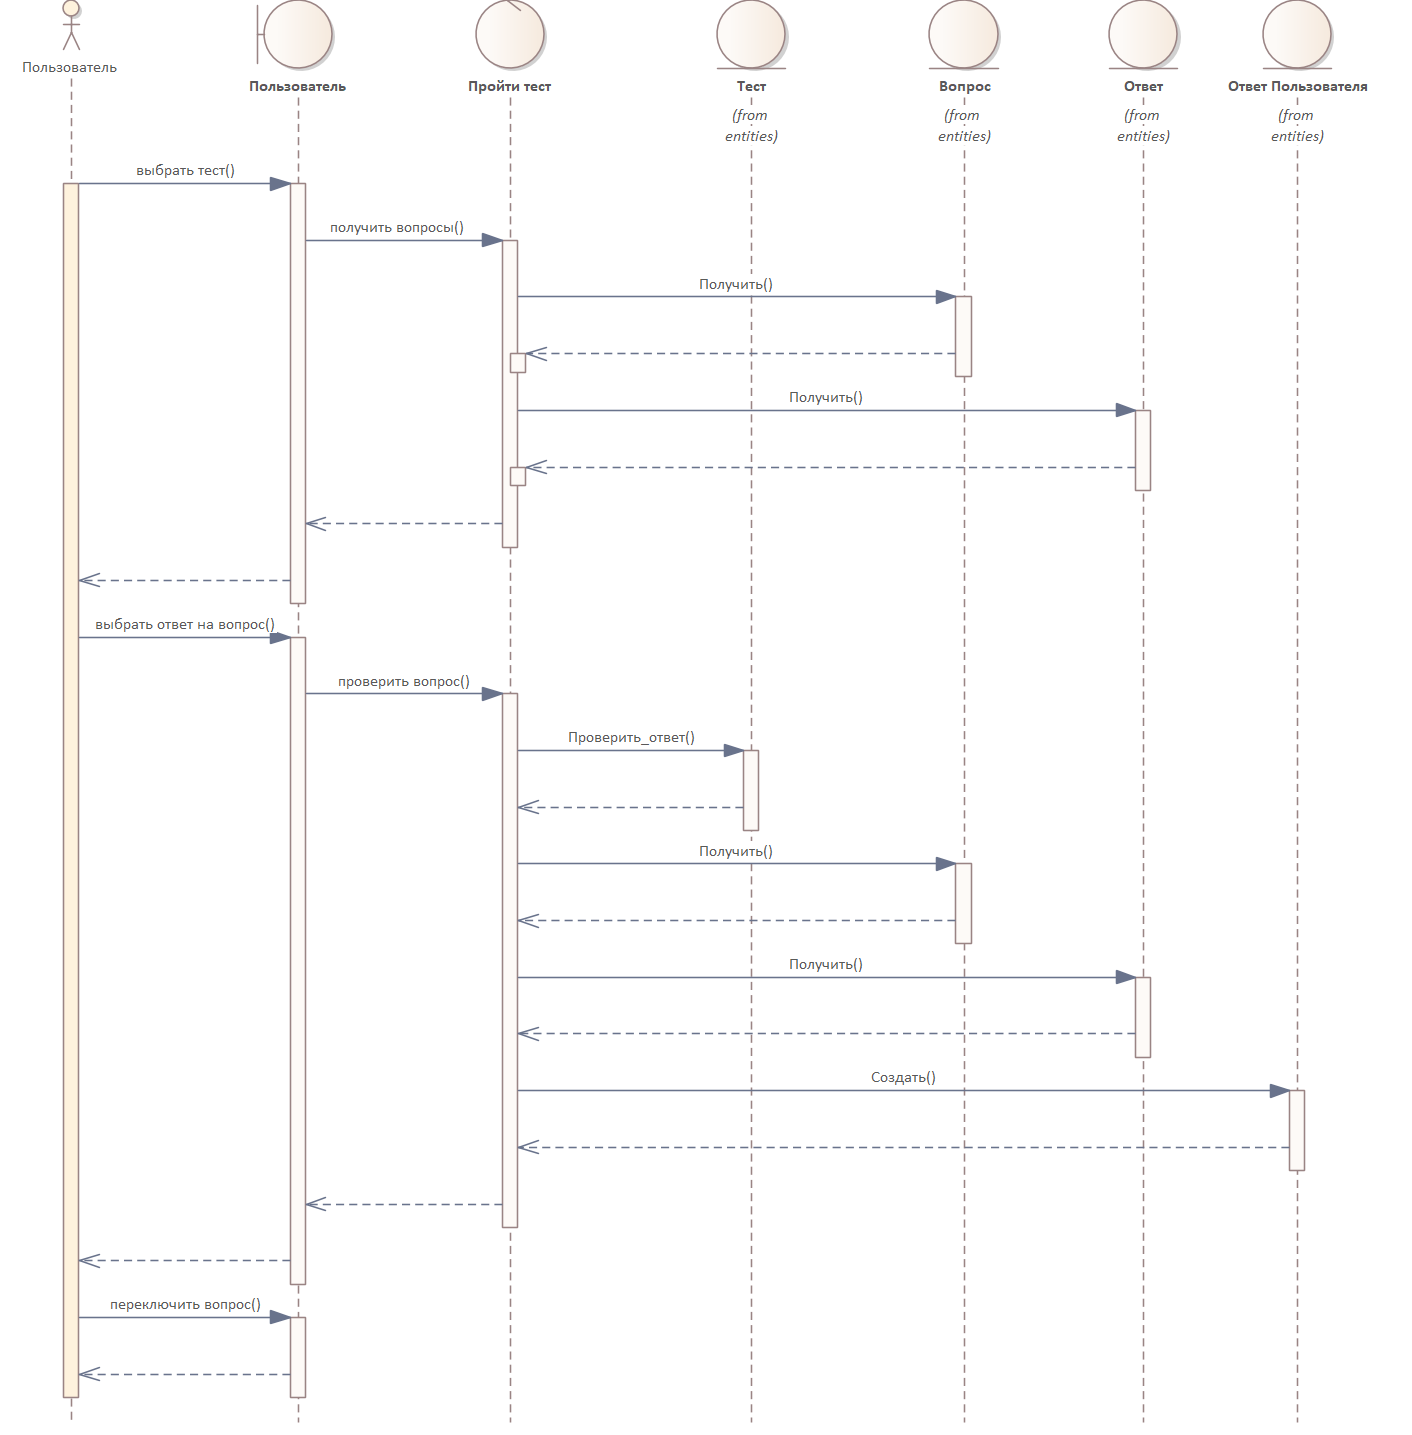 Пользователь
Пользователь
Пройти тест
Тест
Вопрос
Ответ
Ответ Пользователя
(from
entities)
(from
entities)
(from
entities)
(from
entities)
выбрать тест()
получить вопросы()
Получить()
Получить()
выбрать ответ на вопрос()
проверить вопрос()
Проверить_ответ()
Получить()
Получить()
Создать()
переключить вопрос()